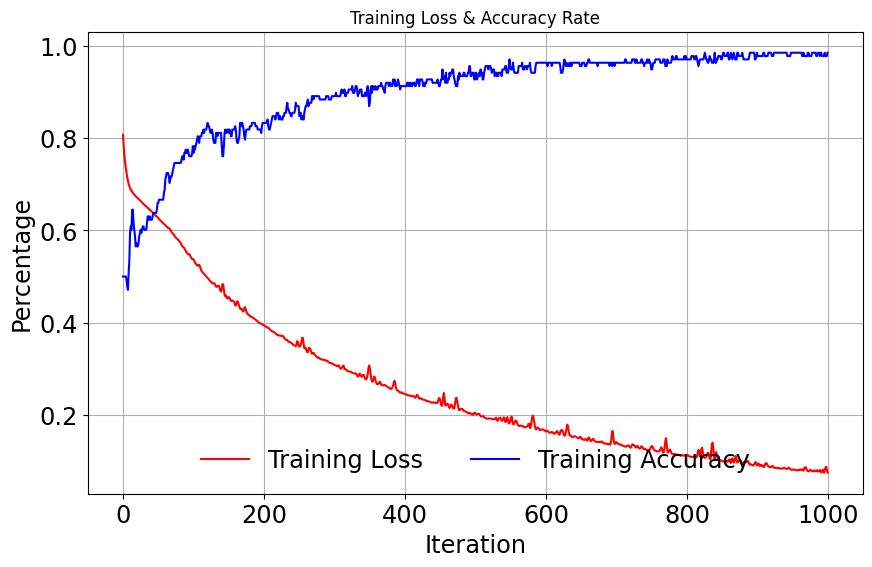 Training Loss & Accuracy Rate
1.0
0.8
0.6
0.4
0.2
Percentage
Training Loss
Training Accuracy
0 200 400 600 800 1000
Iteration